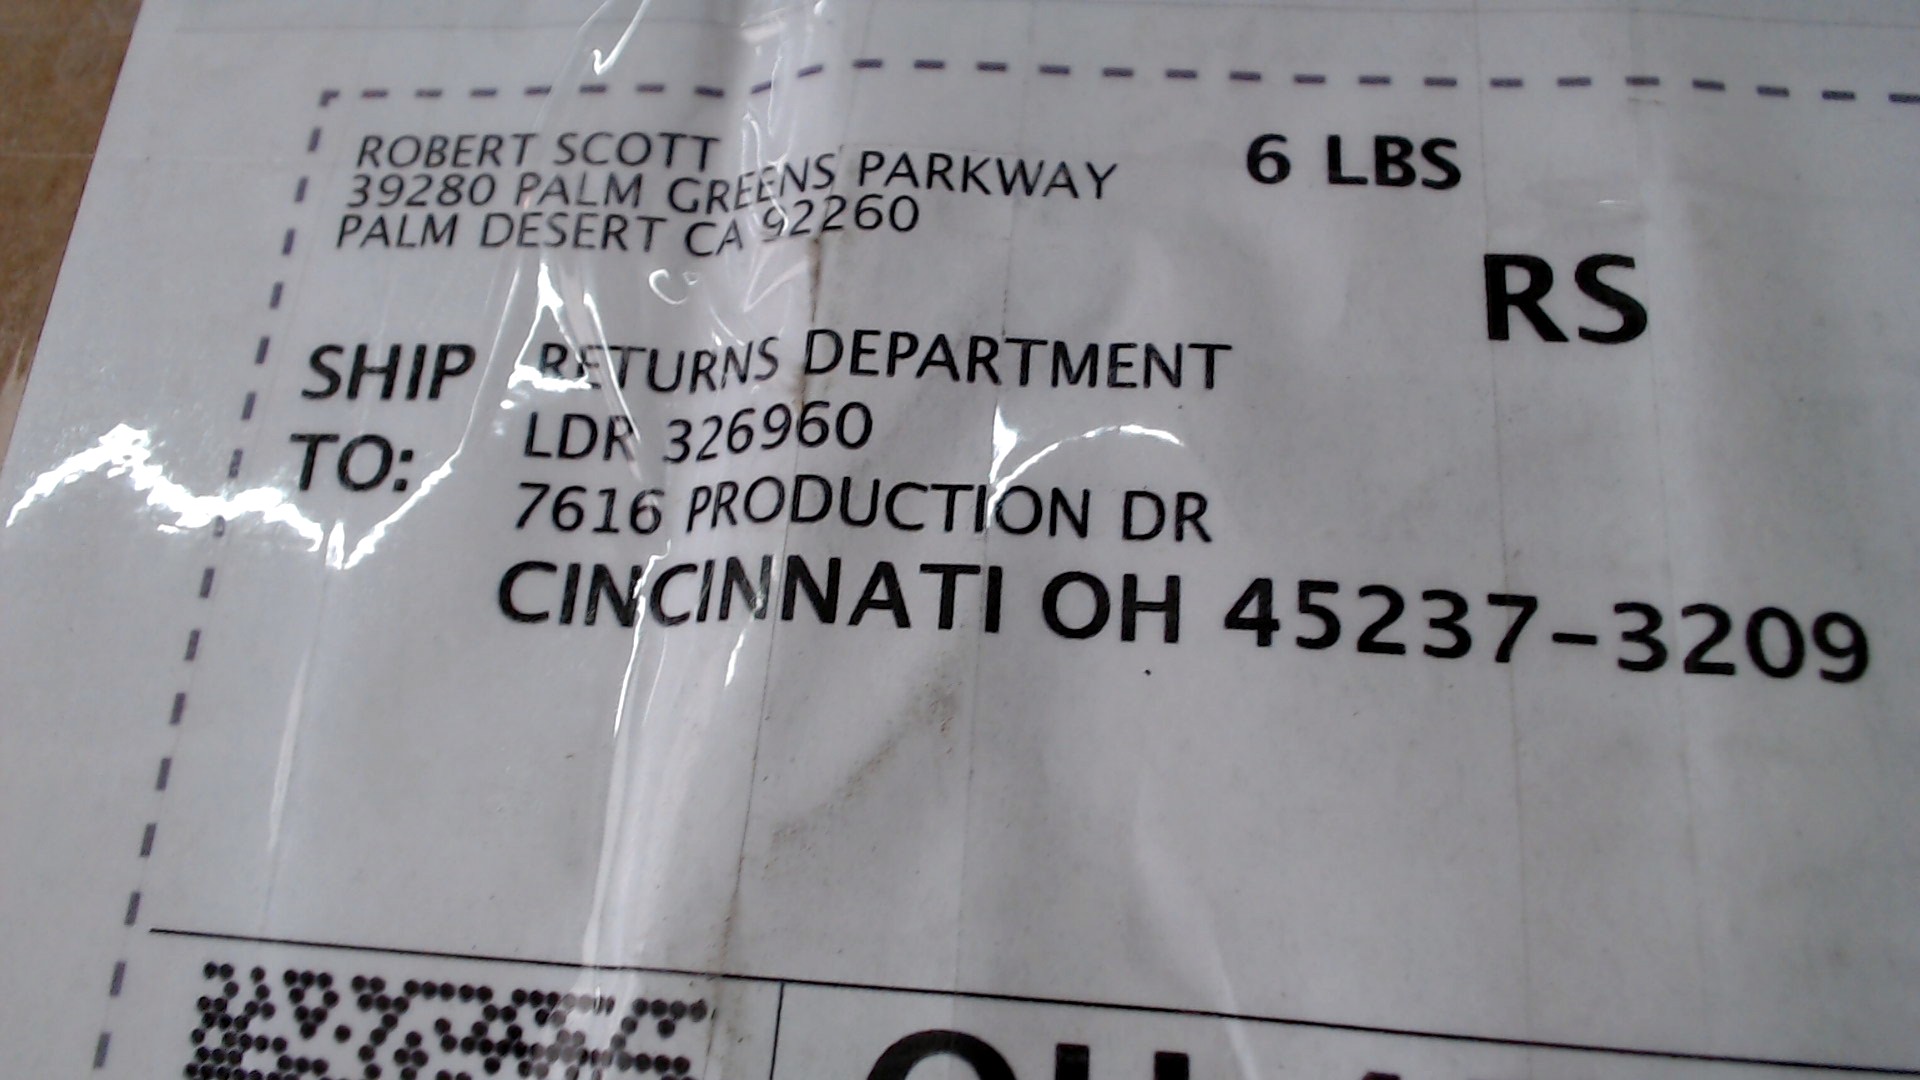 ROBERT SCOTT
39280 PALM GREENS PARKWAY
PALM DESERT CA 92260
6 LBS
RS
SHIP TO:
RETURNS DEPARTMENT
LDR 326960
7616 PRODUCTION DR
CINCINNATI OH 45237-3209